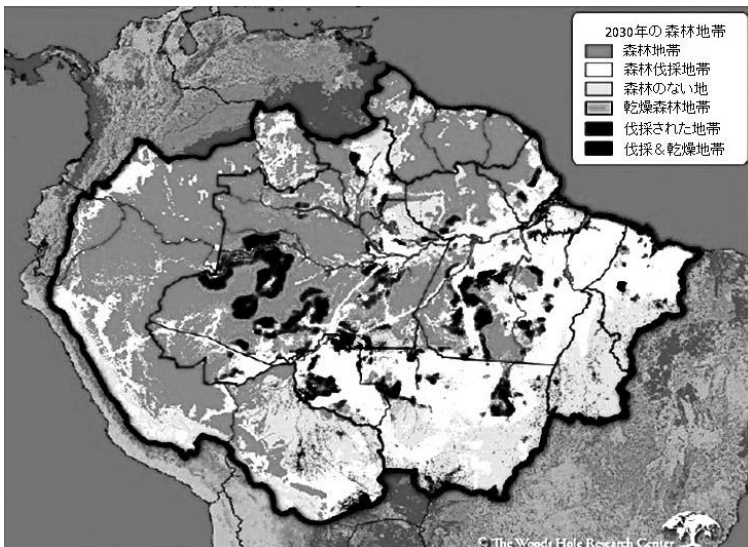 2030年の森林地帯
森林地帯
森林伐採地帯
森林のない地
乾燥森林地帯
伐採された地帯
伐採＆乾燥地帯
© The Woods Hole Research Center